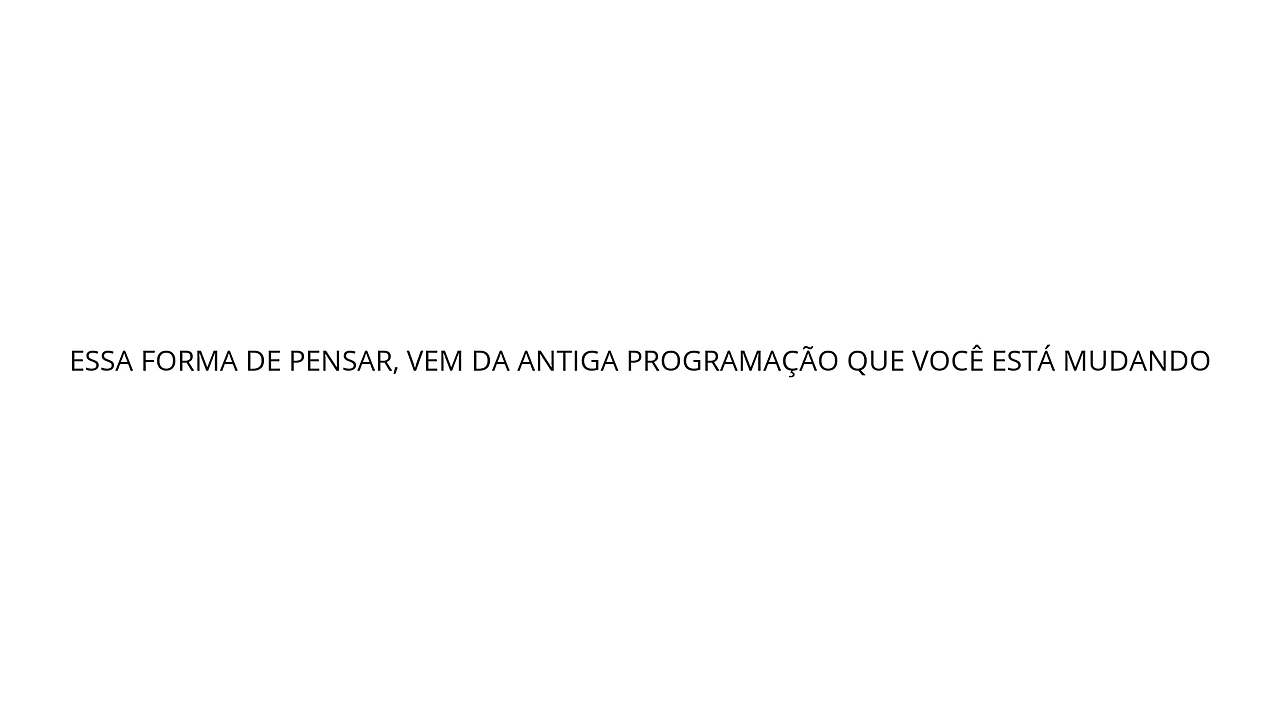 ESSA FORMA DE PENSAR, VEM DA ANTIGA PROGRAMAÇÃO QUE VOCÊ ESTÁ MUDANDO